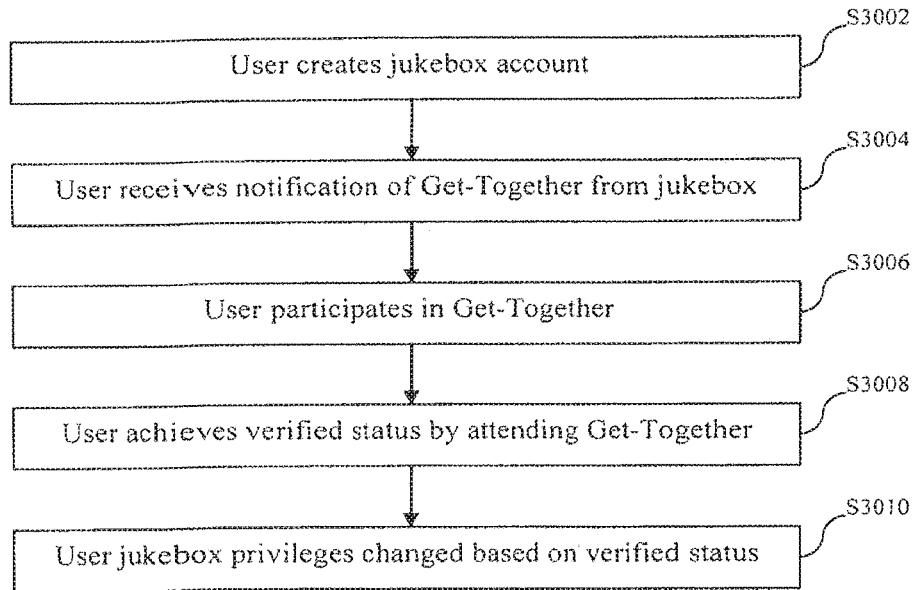 S3002
User creates jukebox account
S3004
User receives notification of Get-Together from jukebox
S3006
User participates in Get-Together
S3008
User achieves verified status by attending Get-Together
S3010
User jukebox privileges changed based on verified status